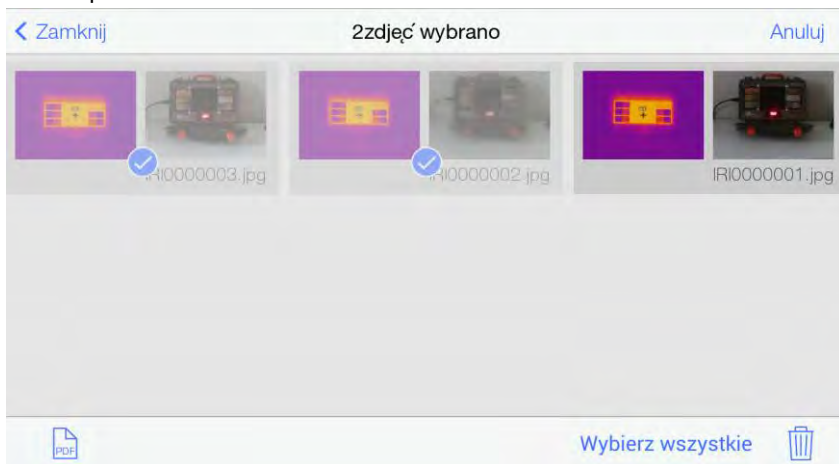 Zamknij
2zdjęć wybrano
Anuluj
IRI0000003.jpg
IRI0000002.jpg
IRI0000001.jpg
PDF
Wybierz wszystkie